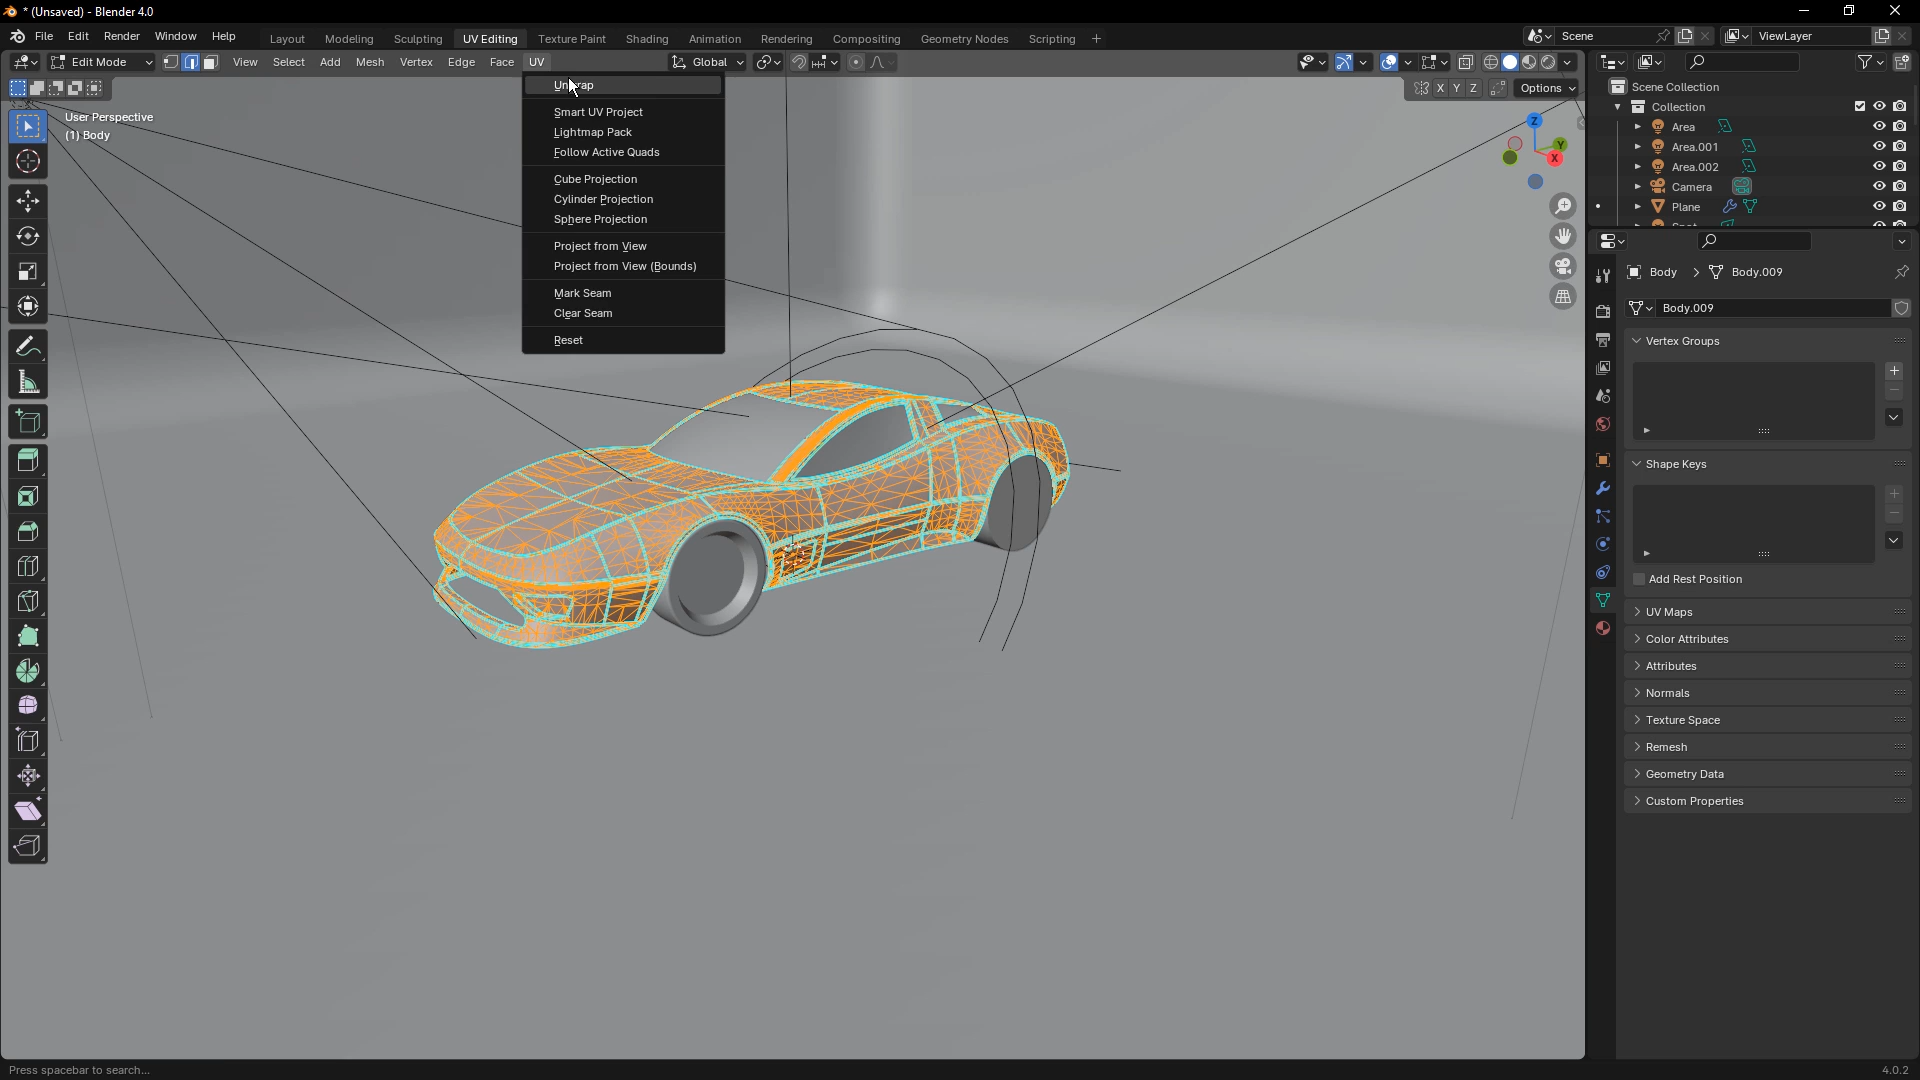 * (Unsaved) - Blender 4.0
File Edit Render Window Help Layout Modeling Sculpting UV Editing Texture Paint Shading Animation Rendering Compositing Geometry Nodes Scripting + Scene ViewLayer
Edit Mode View Select Add Mesh Vertex Edge Face UV Global
X Y Z Options
User Perspective
(1) Body
Unwrap
Smart UV Project
Lightmap Pack
Follow Active Quads
Cube Projection
Cylinder Projection
Sphere Projection
Project from View
Project from View (Bounds)
Mark Seam
Clear Seam
Reset
Z
Y
X
Scene Collection
Collection
Area
Area.001
Area.002
Camera
Plane
Body > Body.009
Body.009
Vertex Groups
Shape Keys
Add Rest Position
UV Maps
Color Attributes
Attributes
Normals
Texture Space
Remesh
Geometry Data
Custom Properties
Press spacebar to search...
4.0.2